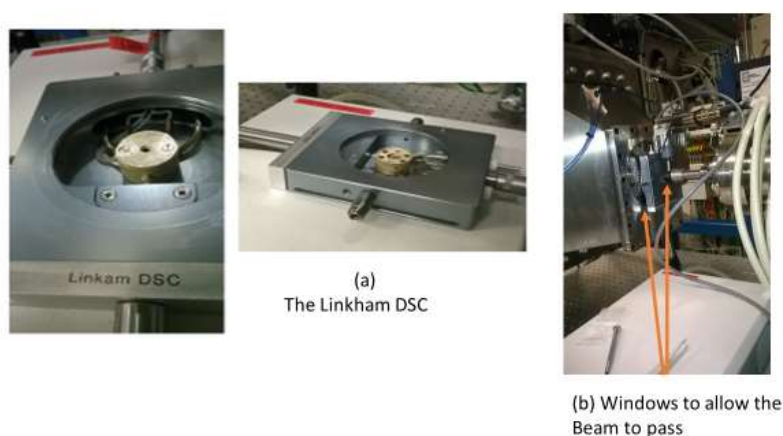 Linkam DSC
(a)
The Linkham DSC
(b) Windows to allow the
Beam to pass